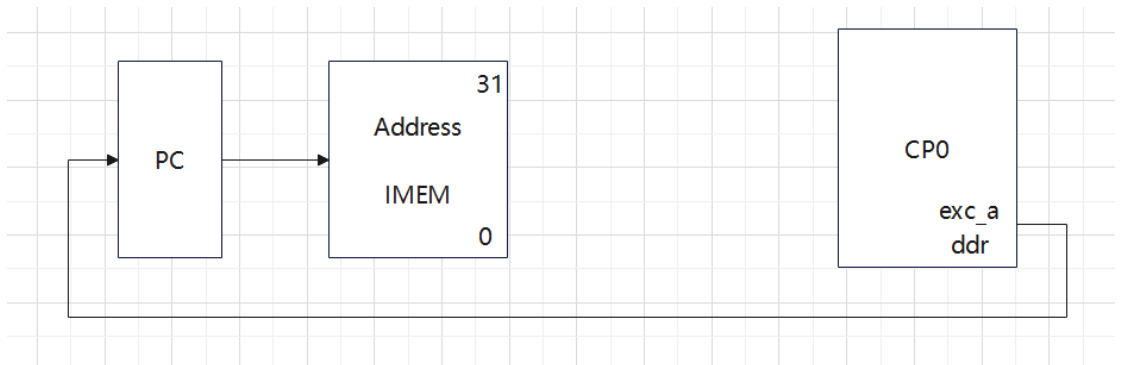 PC
31
Address
IMEM
0
CP0
exc_a
ddr